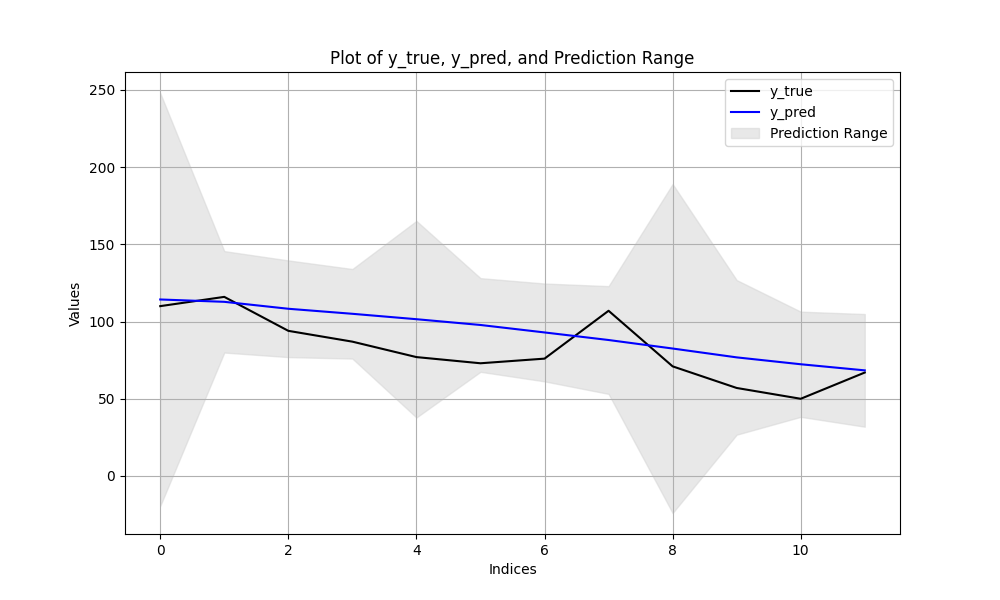 Plot of y_true, y_pred, and Prediction Range
y_true
y_pred
Prediction Range
250
200
150
100
50
0
Values
0 2 4 6 8 10
Indices